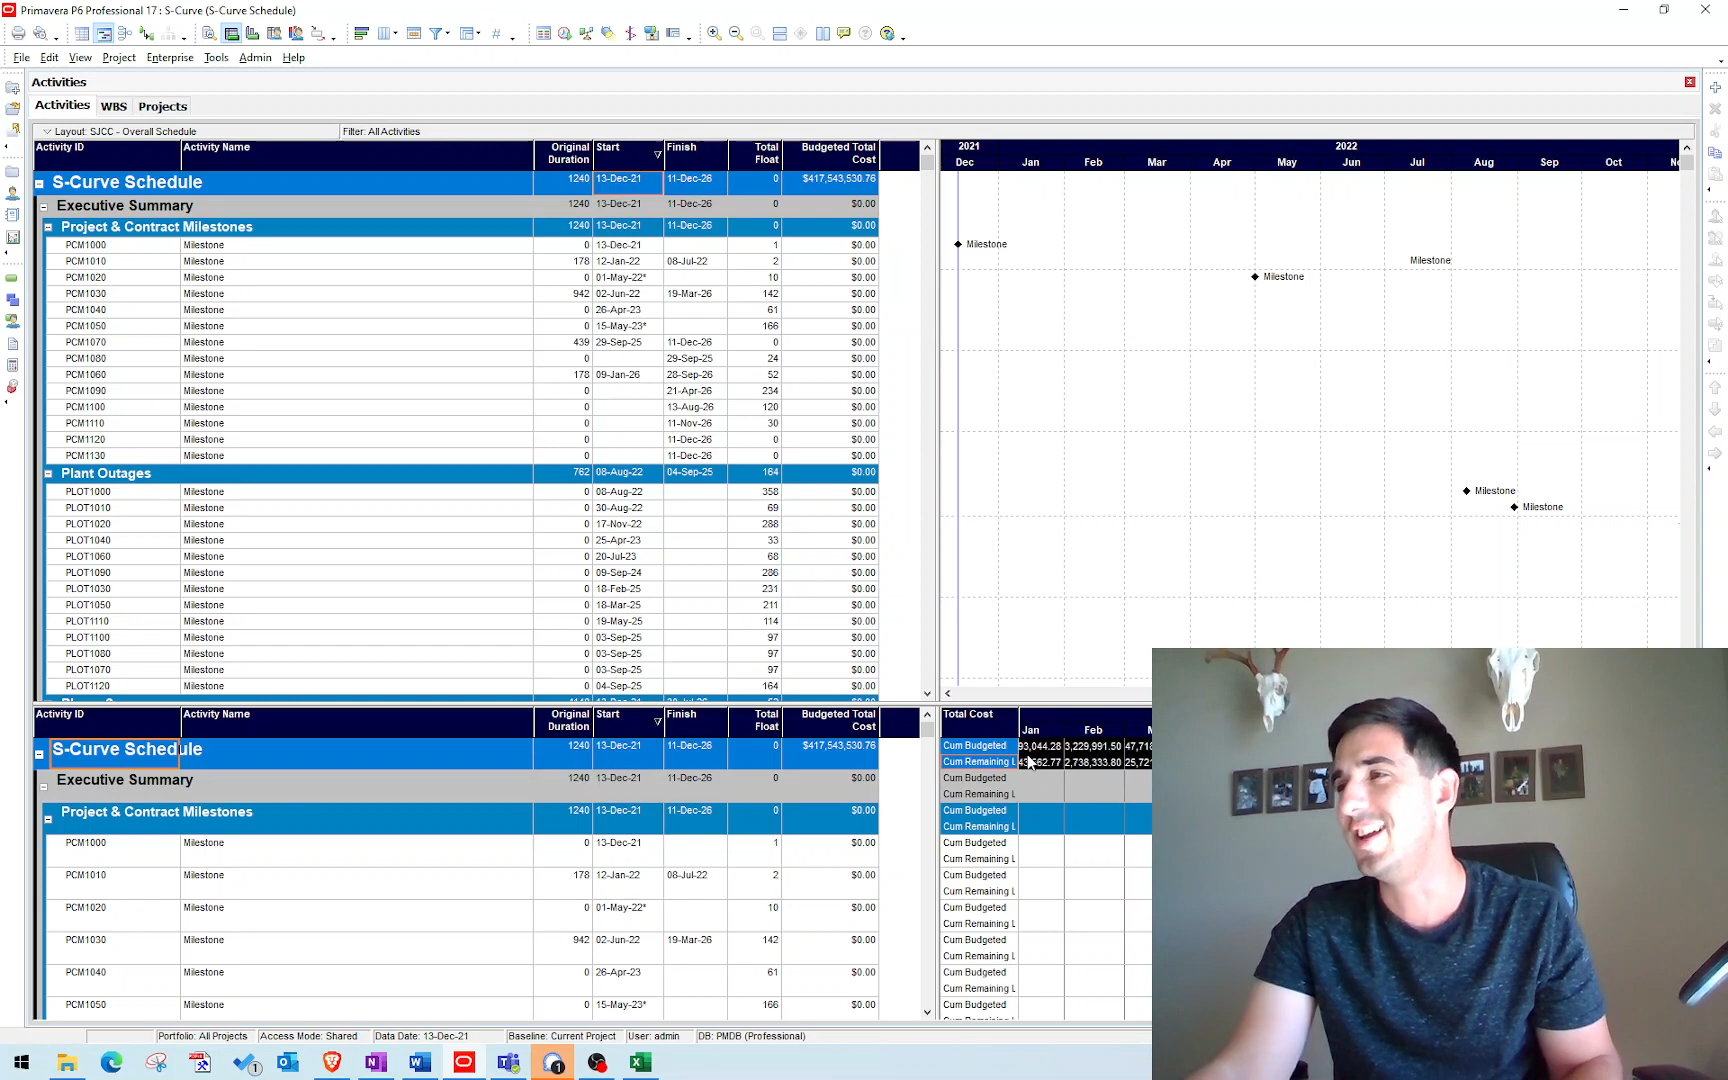 Primavera P6 Professional 17 : S-Curve (S-Curve Schedule)
File Edit View Project Enterprise Tools Admin Help
Activities
Activities WBS Projects
Layout: SJCC - Overall Schedule Filter: All Activities
Activity ID Activity Name Original Duration Start Finish Total Float Budgeted Total Cost
2021 2022
Dec Jan Feb Mar Apr May Jun Jul Aug Sep Oct
S-Curve Schedule 1240 13-Dec-21 11-Dec-26 0 $417,543,530.76
Executive Summary 1240 13-Dec-21 11-Dec-26 0 $0.00
Project & Contract Milestones 1240 13-Dec-21 11-Dec-26 0 $0.00
PCM1000 Milestone 0 13-Dec-21 1 $0.00 Milestone
PCM1010 Milestone 178 12-Jan-22 08-Jul-22 2 $0.00 Milestone
PCM1020 Milestone 0 01-May-22* 10 $0.00 Milestone
PCM1030 Milestone 942 02-Jun-22 19-Mar-26 142 $0.00
PCM1040 Milestone 0 26-Apr-23 61 $0.00
PCM1050 Milestone 0 15-May-23* 166 $0.00
PCM1070 Milestone 439 29-Sep-25 11-Dec-26 0 $0.00
PCM1080 Milestone 0 29-Sep-25 24 $0.00
PCM1060 Milestone 178 09-Jan-26 28-Sep-26 52 $0.00
PCM1090 Milestone 0 21-Apr-26 234 $0.00
PCM1100 Milestone 0 13-Aug-26 120 $0.00
PCM1110 Milestone 0 11-Nov-26 30 $0.00
PCM1120 Milestone 0 11-Dec-26 0 $0.00
PCM1130 Milestone 0 11-Dec-26 0 $0.00
Plant Outages 762 08-Aug-22 04-Sep-25 164 $0.00
PLOT1000 Milestone 0 08-Aug-22 358 $0.00 Milestone
PLOT1010 Milestone 0 30-Aug-22 69 $0.00 Milestone
PLOT1020 Milestone 0 17-Nov-22 288 $0.00
PLOT1040 Milestone 0 25-Apr-23 33 $0.00
PLOT1060 Milestone 0 20-Jul-23 68 $0.00
PLOT1090 Milestone 0 09-Sep-24 286 $0.00
PLOT1030 Milestone 0 18-Feb-25 231 $0.00
PLOT1050 Milestone 0 18-Mar-25 211 $0.00
PLOT1110 Milestone 0 19-May-25 114 $0.00
PLOT1100 Milestone 0 03-Sep-25 97 $0.00
PLOT1080 Milestone 0 03-Sep-25 97 $0.00
PLOT1070 Milestone 0 03-Sep-25 97 $0.00
PLOT1120 Milestone 0 04-Sep-25 164 $0.00
Activity ID Activity Name Original Duration Start Finish Total Float Budgeted Total Cost Total Cost Jan Feb
S-Curve Schedule 1240 13-Dec-21 11-Dec-26 0 $417,543,530.76 Cum Budgeted 93,044.28 3,229,991.50 47,718
Cum Remaining L 62.77 2,738,333.80 25,721
Executive Summary 1240 13-Dec-21 11-Dec-26 0 $0.00 Cum Budgeted
Cum Remaining L
Project & Contract Milestones 1240 13-Dec-21 11-Dec-26 0 $0.00 Cum Budgeted
Cum Remaining L
PCM1000 Milestone 0 13-Dec-21 1 $0.00 Cum Budgeted
Cum Remaining L
PCM1010 Milestone 178 12-Jan-22 08-Jul-22 2 $0.00 Cum Budgeted
Cum Remaining L
PCM1020 Milestone 0 01-May-22* 10 $0.00 Cum Budgeted
Cum Remaining L
PCM1030 Milestone 942 02-Jun-22 19-Mar-26 142 $0.00 Cum Budgeted
Cum Remaining L
PCM1040 Milestone 0 26-Apr-23 61 $0.00 Cum Budgeted
Cum Remaining L
PCM1050 Milestone 0 15-May-23* 166 $0.00 Cum Budgeted
Portfolio: All Projects Access Mode: Shared Data Date: 13-Dec-21 Baseline: Current Project User: admin DB: PMDB (Professional)